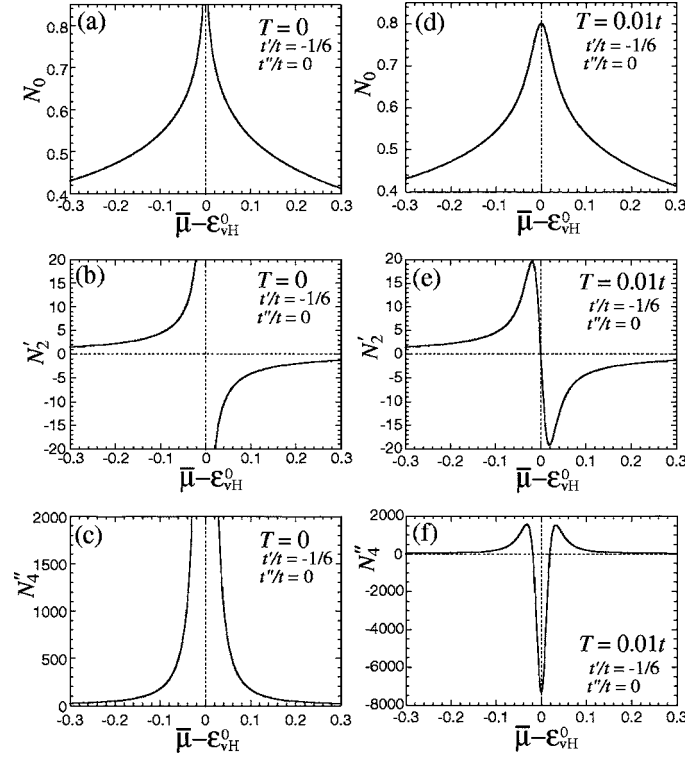 (a)
T = 0
t'/t = -1/6
t''/t = 0
N₀
0.8
0.7
0.6
0.5
0.4
-0.3 -0.2 -0.1 0 0.1 0.2 0.3
μ̄−ε⁰vH
(d)
T = 0.01t
t'/t = -1/6
t''/t = 0
N₀
0.8
0.7
0.6
0.5
0.4
-0.3 -0.2 -0.1 0 0.1 0.2 0.3
μ̄−ε⁰vH
(b)
T = 0
t'/t = -1/6
t''/t = 0
N₂'
20
15
10
5
0
-5
-10
-15
-20
-0.3 -0.2 -0.1 0 0.1 0.2 0.3
μ̄−ε⁰vH
(e)
T = 0.01t
t'/t = -1/6
t''/t = 0
N₂'
20
15
10
5
0
-5
-10
-15
-20
-0.3 -0.2 -0.1 0 0.1 0.2 0.3
μ̄−ε⁰vH
(c)
T = 0
t'/t = -1/6
t''/t = 0
N₄''
2000
1500
1000
500
0
-0.3 -0.2 -0.1 0 0.1 0.2 0.3
μ̄−ε⁰vH
(f)
T = 0.01t
t'/t = -1/6
t''/t = 0
N₄''
2000
0
-2000
-4000
-6000
-8000
-0.3 -0.2 -0.1 0 0.1 0.2 0.3
μ̄−ε⁰vH